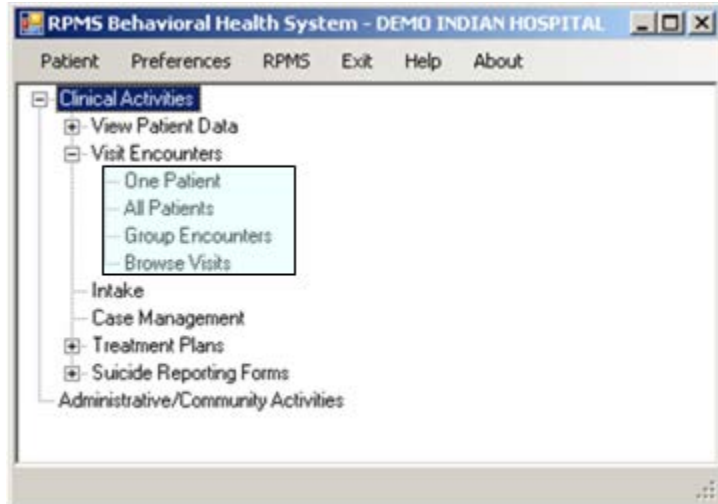 RPMS Behavioral Health System - DEMO INDIAN HOSPITAL
Patient Preferences RPMS Exit Help About
Clinical Activities
View Patient Data
Visit Encounters
One Patient
All Patients
Group Encounters
Browse Visits
Intake
Case Management
Treatment Plans
Suicide Reporting Forms
Administrative/Community Activities